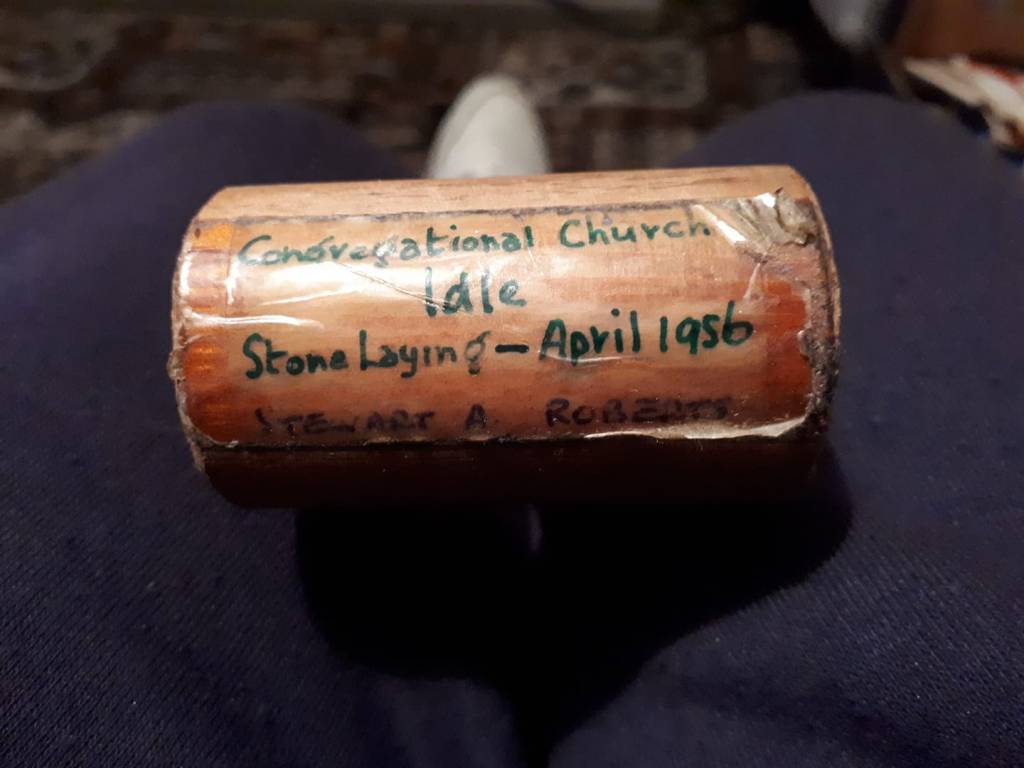 Congregational Church
Idle
Stone Laying - April 1956
STEWART A. ROBERTS